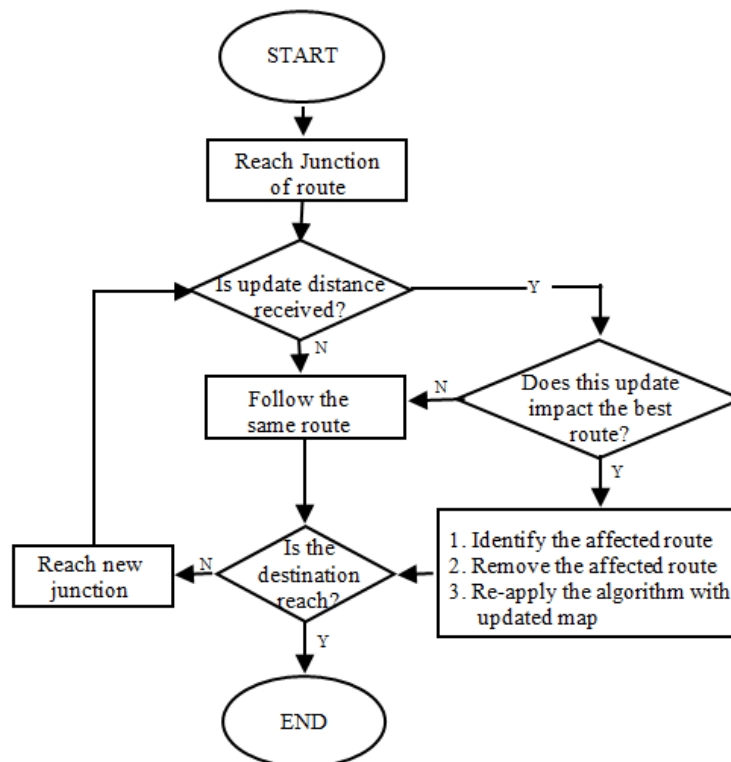 START
Reach Junction
of route
Is update distance
received?
Y
N
Follow the
same route
N
Does this update
impact the best
route?
Y
1. Identify the affected route
2. Remove the affected route
3. Re-apply the algorithm with
updated map
Is the
destination
reach?
N
Reach new
junction
Y
END